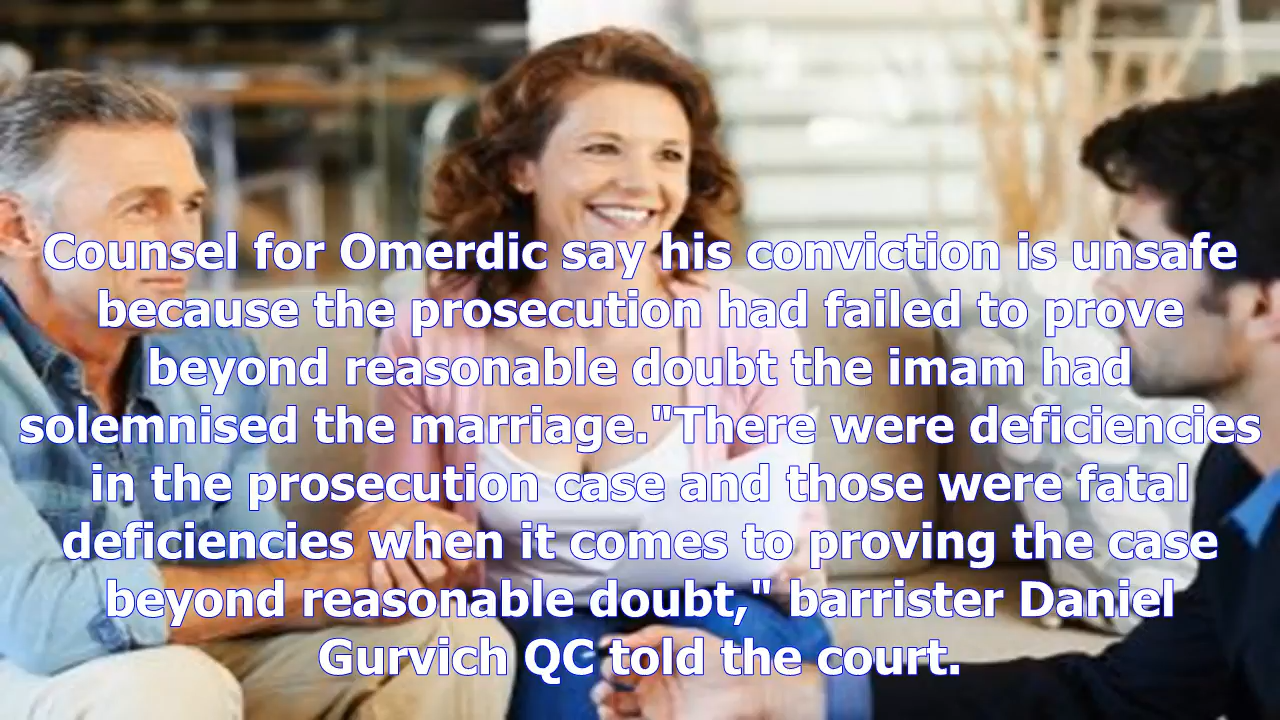 Counsel for Omerdic say his conviction is unsafe
because the prosecution had failed to prove
beyond reasonable doubt the imam had
solemnised the marriage."There were deficiencies
in the prosecution case and those were fatal
deficiencies when it comes to proving the case
beyond reasonable doubt," barrister Daniel
Gurvich QC told the court.